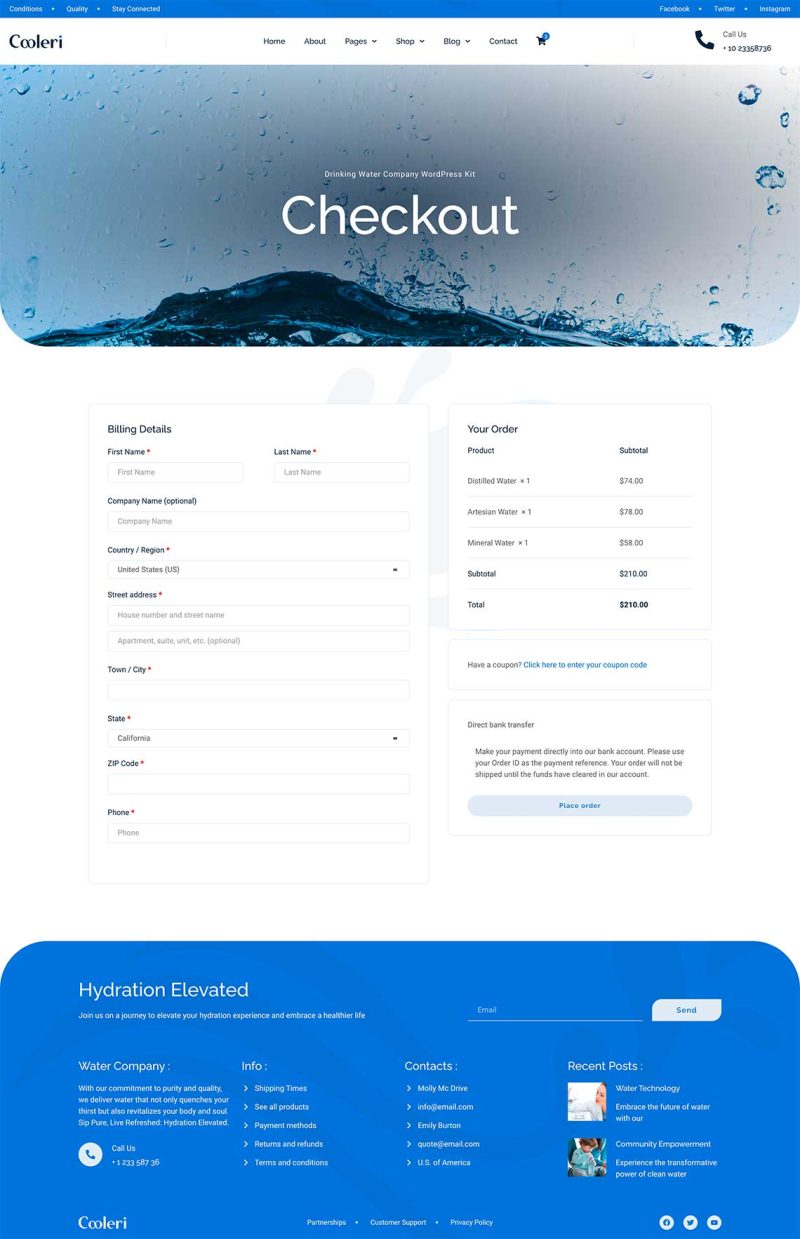 Conditions • Quality • Stay Connected
Facebook • Twitter • Instagram
Cooleri
Home About Pages Shop Blog Contact
Call Us
+ 10 23358736
Drinking Water Company WordPress Kit
Checkout
Billing Details
First Name * Last Name *
First Name Last Name
Company Name (optional)
Company Name
Country / Region *
United States (US)
Street address *
House number and street name
Apartment, suite, unit, etc. (optional)
Town / City *
State *
California
ZIP Code *
Phone *
Phone
Your Order
Product Subtotal
Distilled Water × 1 $74.00
Artesian Water × 1 $78.00
Mineral Water × 1 $58.00
Subtotal $210.00
Total $210.00
Have a coupon? Click here to enter your coupon code
Direct bank transfer
Make your payment directly into our bank account. Please use
your Order ID as the payment reference. Your order will not be
shipped until the funds have cleared in our account.
Place order
Hydration Elevated
Join us on a journey to elevate your hydration experience and embrace a healthier life
Email Send
Water Company :
With our commitment to purity and quality,
we deliver water that not only quenches your
thirst but also revitalizes your body and soul.
Sip Pure, Live Refreshed: Hydration Elevated.
Call Us
+ 1 233 587 36
Info :
Shipping Times
See all products
Payment methods
Returns and refunds
Terms and conditions
Contacts :
Molly Mc Drive
info@email.com
Emily Burton
quote@email.com
U.S. of America
Recent Posts :
Water Technology
Embrace the future of water
with our
Community Empowerment
Experience the transformative
power of clean water
Cooleri
Partnerships • Customer Support • Privacy Policy